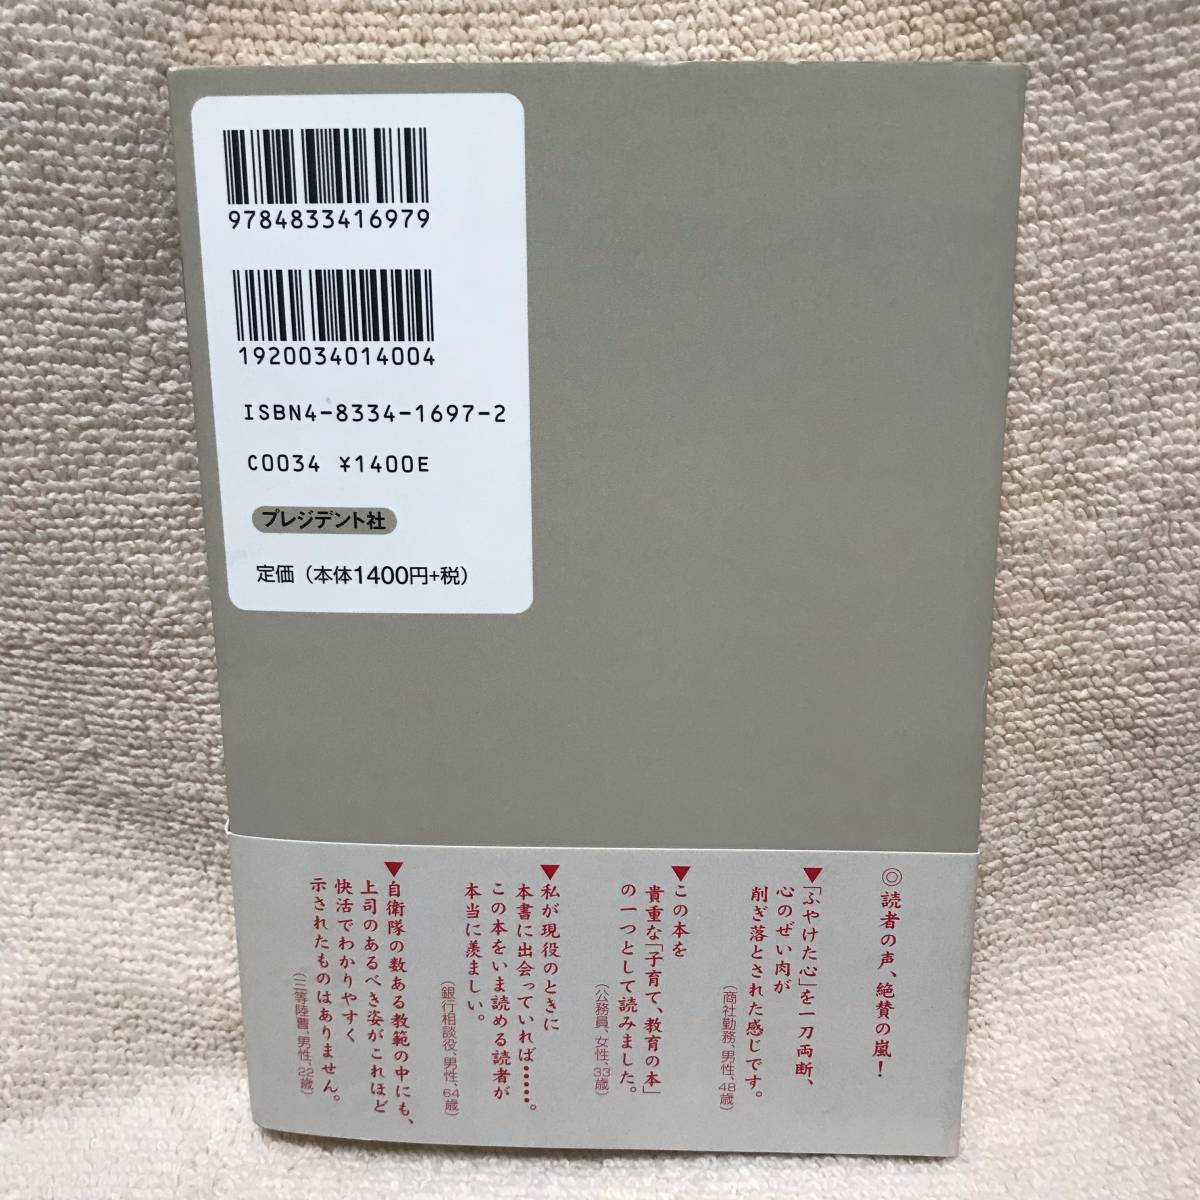 9784833416979
1920034014004
ISBN4-8334-1697-2
C0034 ¥1400E
プレジデント社
定価（本体1400円+税）
◎読者の声、絶賛の嵐！
▼「ふやけた心」を一刀両断、
心のぜい肉が
削ぎ落とされた感じです。
（商社勤務、男性、48歳）
▼この本を
貴重な「子育て、教育の本」
の一つとして読みました。
（公務員、女性、33歳）
▼私が現役のときに
本書に出会っていれば……。
この本をいま読める読者が
本当に羨ましい。
（銀行相談役、男性、64歳）
▼自衛隊の数ある教範の中にも、
上司のあるべき姿がこれほど
快活でわかりやすく
示されたものはありません。
（三等陸曹、男性、22歳）